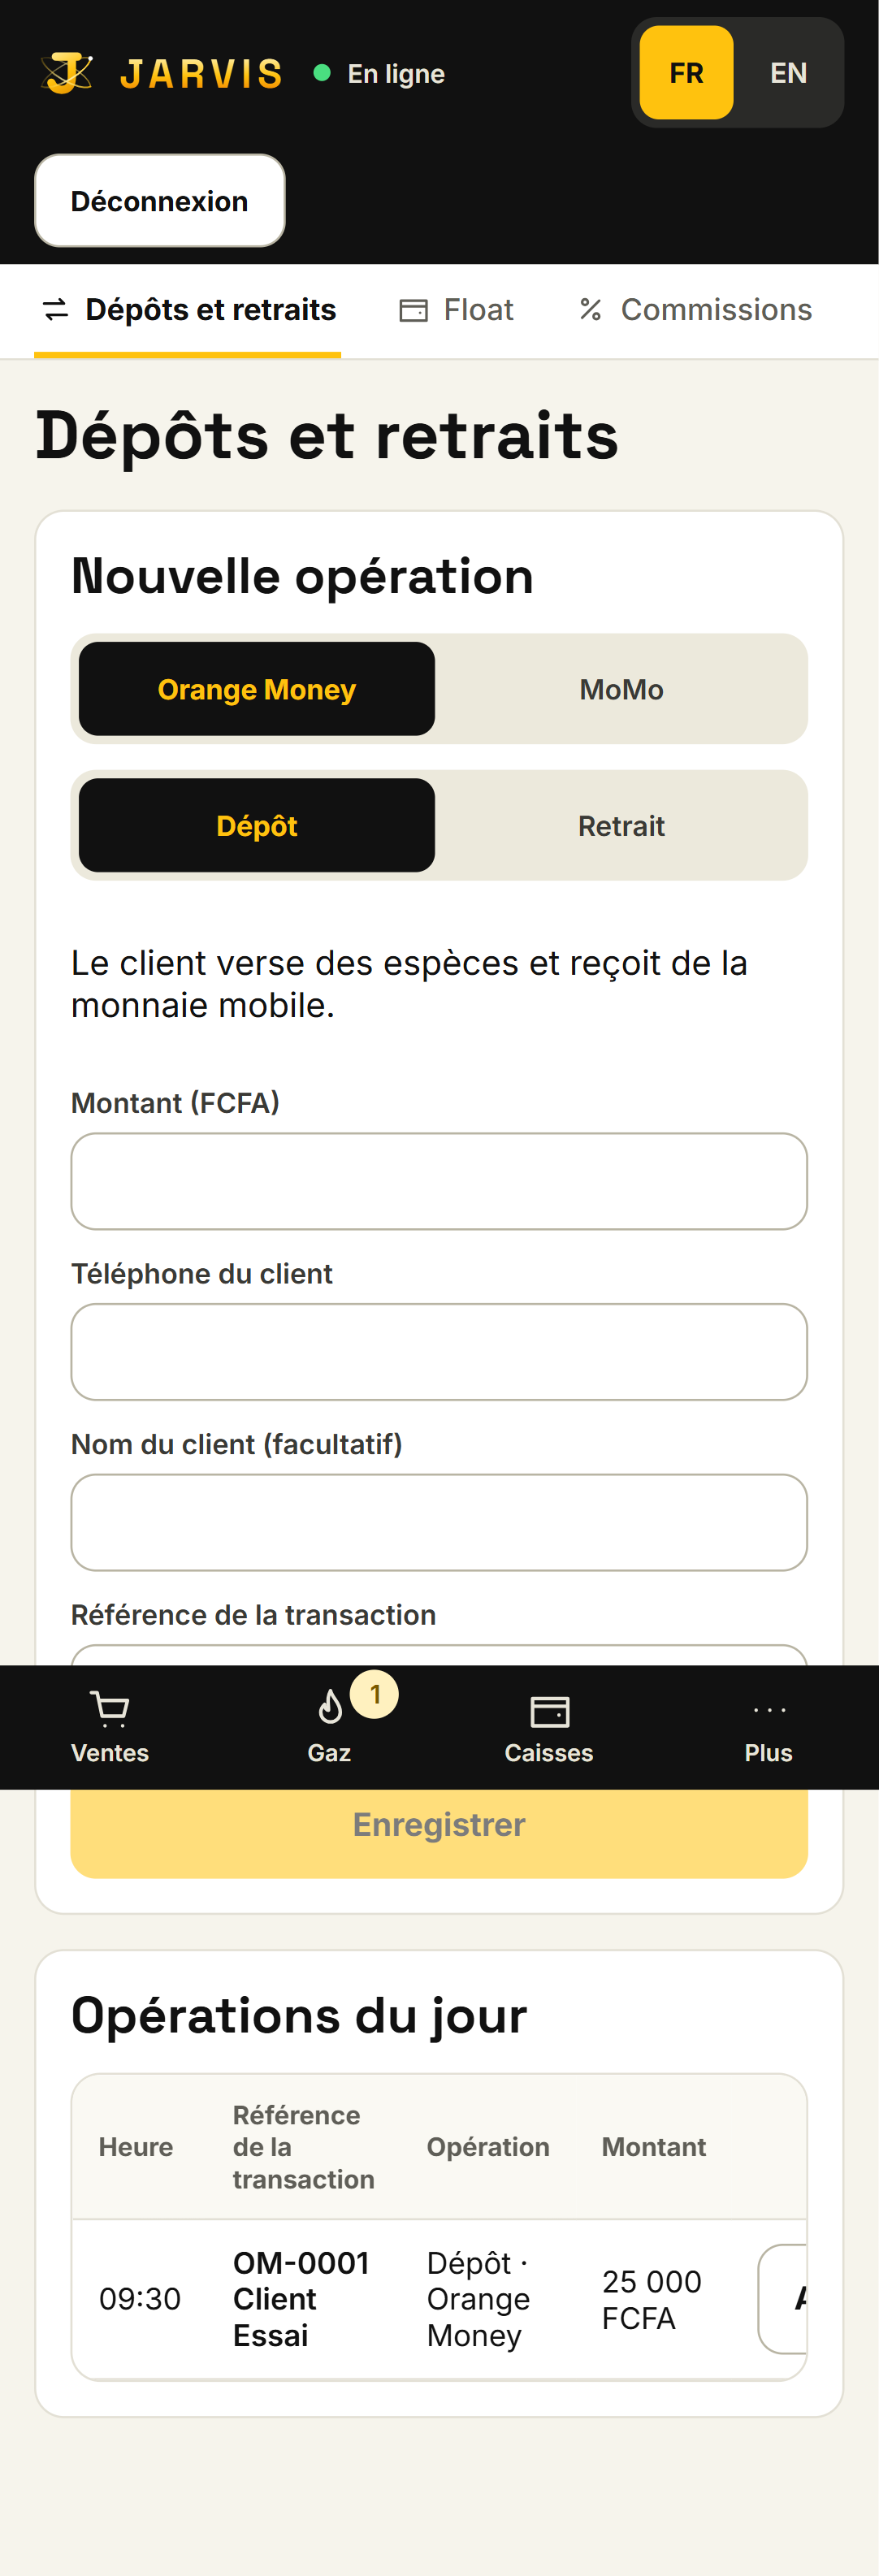 JARVIS
En ligne
FR
EN
Déconnexion
Dépôts et retraits
Float
Commissions
Dépôts et retraits
Nouvelle opération
Orange Money
MoMo
Dépôt
Retrait
Le client verse des espèces et reçoit de la
monnaie mobile.
Montant (FCFA)
Téléphone du client
Nom du client (facultatif)
Référence de la transaction
Ventes
Gaz
1
Caisses
Plus
Enregistrer
Opérations du jour
Heure
Référence
de la
transaction
Opération
Montant
09:30
OM-0001
Client
Essai
Dépôt ·
Orange
Money
25 000
FCFA